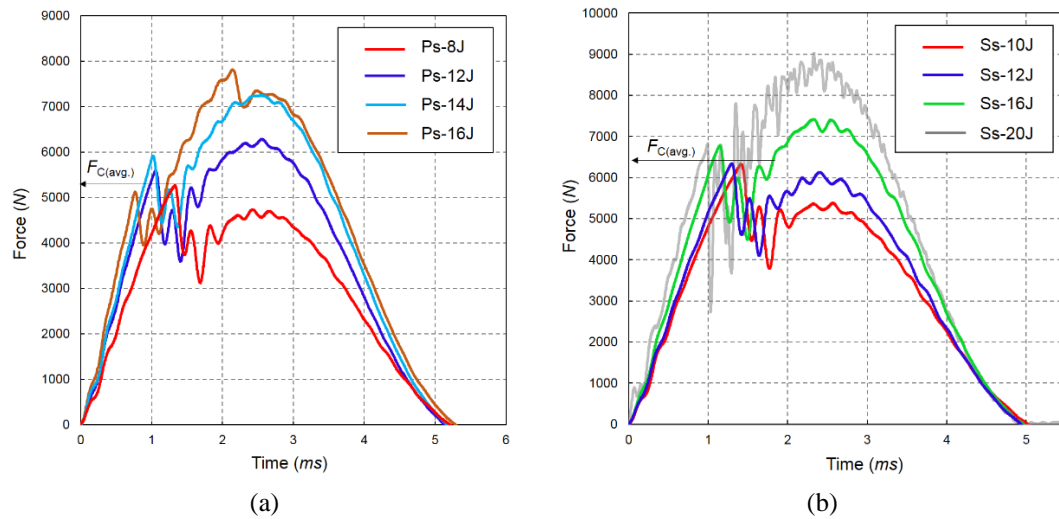 9000
8000
7000
6000
5000
4000
3000
2000
1000
0
Force (N)
F C(avg.)
Ps-8J
Ps-12J
Ps-14J
Ps-16J
0 1 2 3 4 5 6
Time (ms)
(a)
10000
9000
8000
7000
6000
5000
4000
3000
2000
1000
0
Force (N)
F C(avg.)
Ss-10J
Ss-12J
Ss-16J
Ss-20J
0 1 2 3 4 5
Time (ms)
(b)